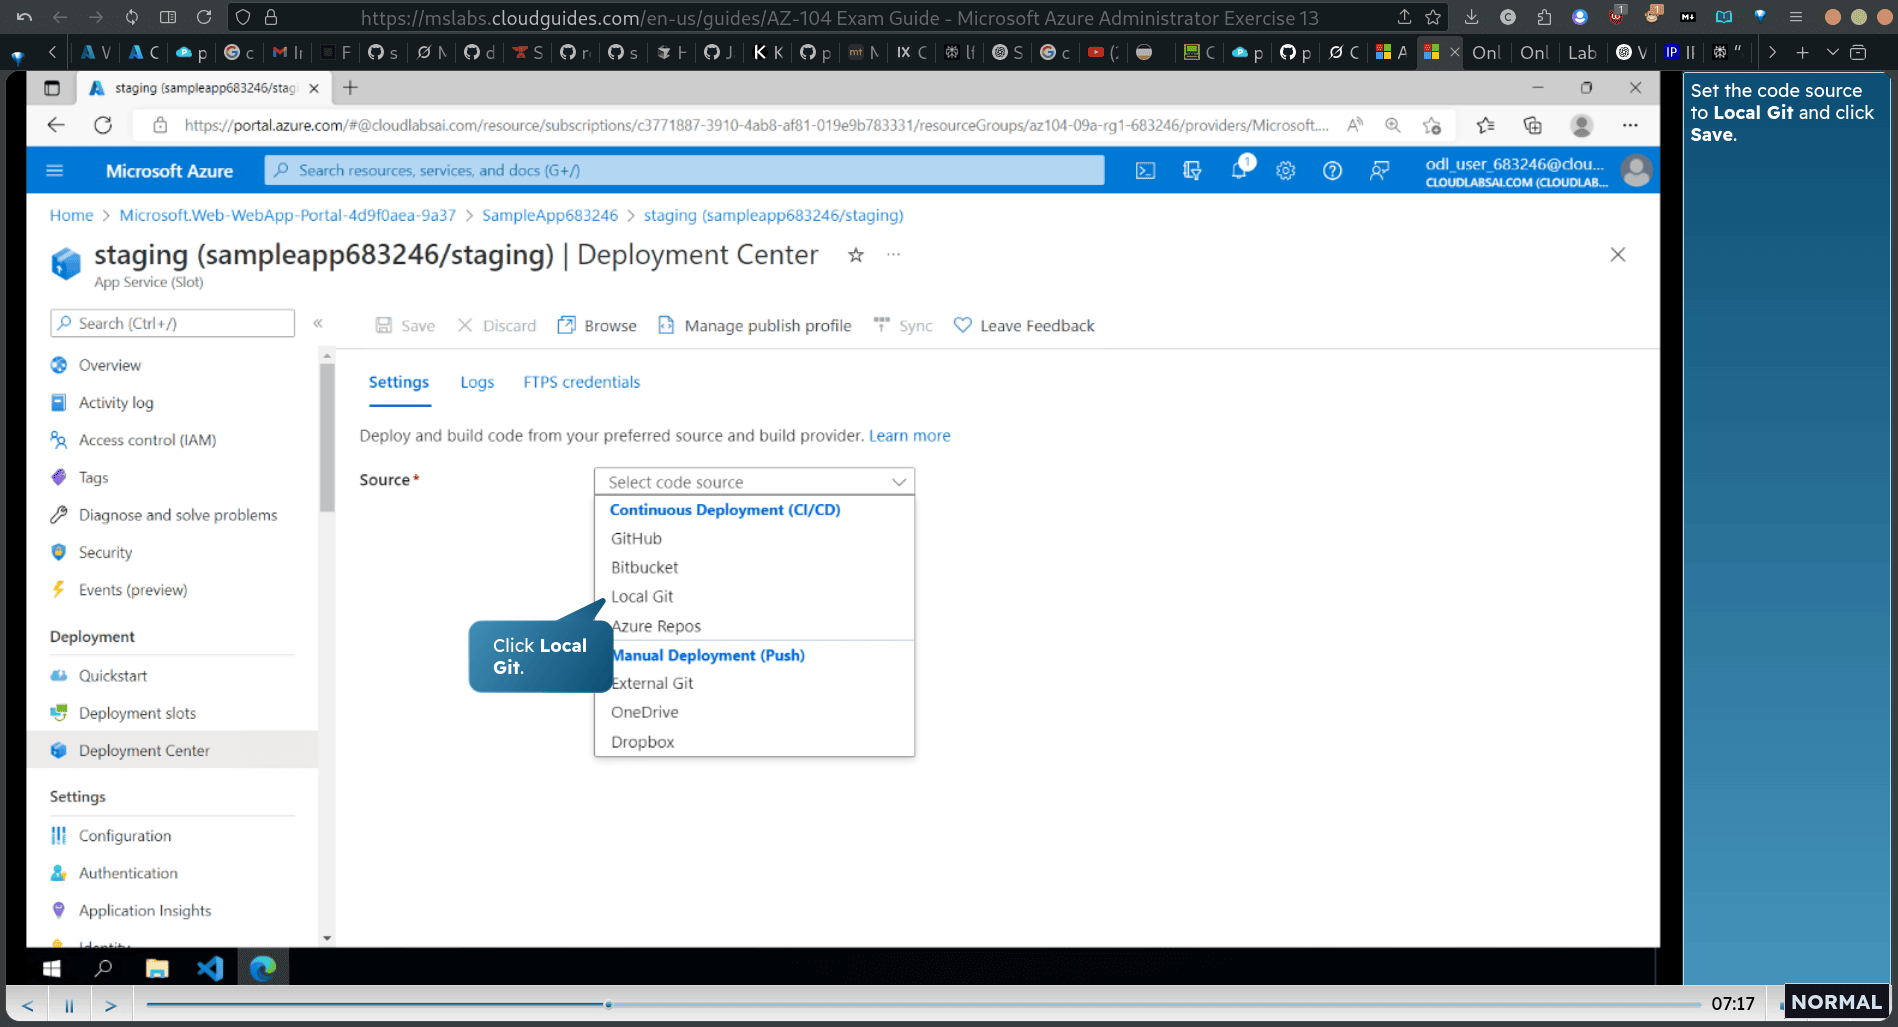 https://mslabs.cloudguides.com/en-us/guides/AZ-104 Exam Guide - Microsoft Azure Administrator Exercise 13
Onl
Onl
Lab
staging (sampleapp683246/stag
https://portal.azure.com/#@cloudlabsai.com/resource/subscriptions/c3771887-3910-4ab8-af81-019e9b783331/resourceGroups/az104-09a-rg1-683246/providers/Microsoft....
Microsoft Azure
Search resources, services, and docs (G+/)
1
odl_user_683246@clou...
CLOUDLABSAI.COM (CLOUDLAB...
Home > Microsoft.Web-WebApp-Portal-4d9f0aea-9a37 > SampleApp683246 > staging (sampleapp683246/staging)
staging (sampleapp683246/staging) | Deployment Center
App Service (Slot)
Search (Ctrl+/)
Save
Discard
Browse
Manage publish profile
Sync
Leave Feedback
Overview
Activity log
Access control (IAM)
Tags
Diagnose and solve problems
Security
Events (preview)
Deployment
Quickstart
Deployment slots
Deployment Center
Settings
Configuration
Authentication
Application Insights
Identity
Settings
Logs
FTPS credentials
Deploy and build code from your preferred source and build provider. Learn more
Source*
Select code source
Continuous Deployment (CI/CD)
GitHub
Bitbucket
Local Git
Azure Repos
Manual Deployment (Push)
External Git
OneDrive
Dropbox
Click Local
Git.
Set the code source
to Local Git and click
Save.
07:17
NORMAL